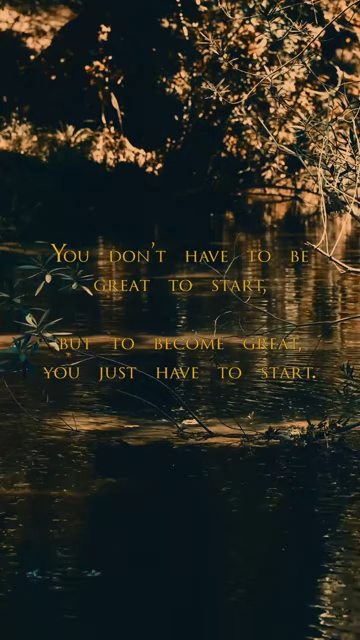 You don't have to be
great to start,
but to become great,
you just have to start.